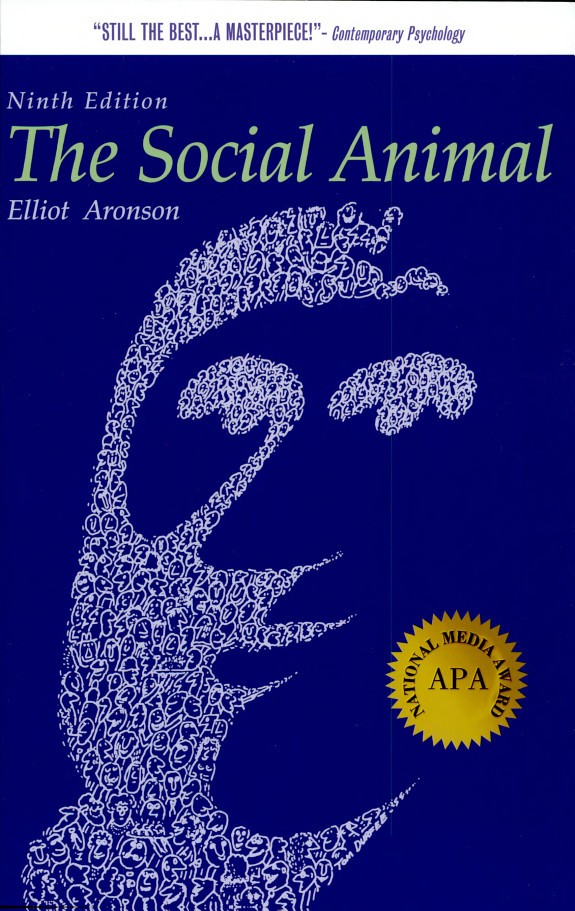 “STILL THE BEST...A MASTERPIECE!”- Contemporary Psychology
Ninth Edition
The Social Animal
Elliot Aronson
NATIONAL MEDIA AWARD
APA